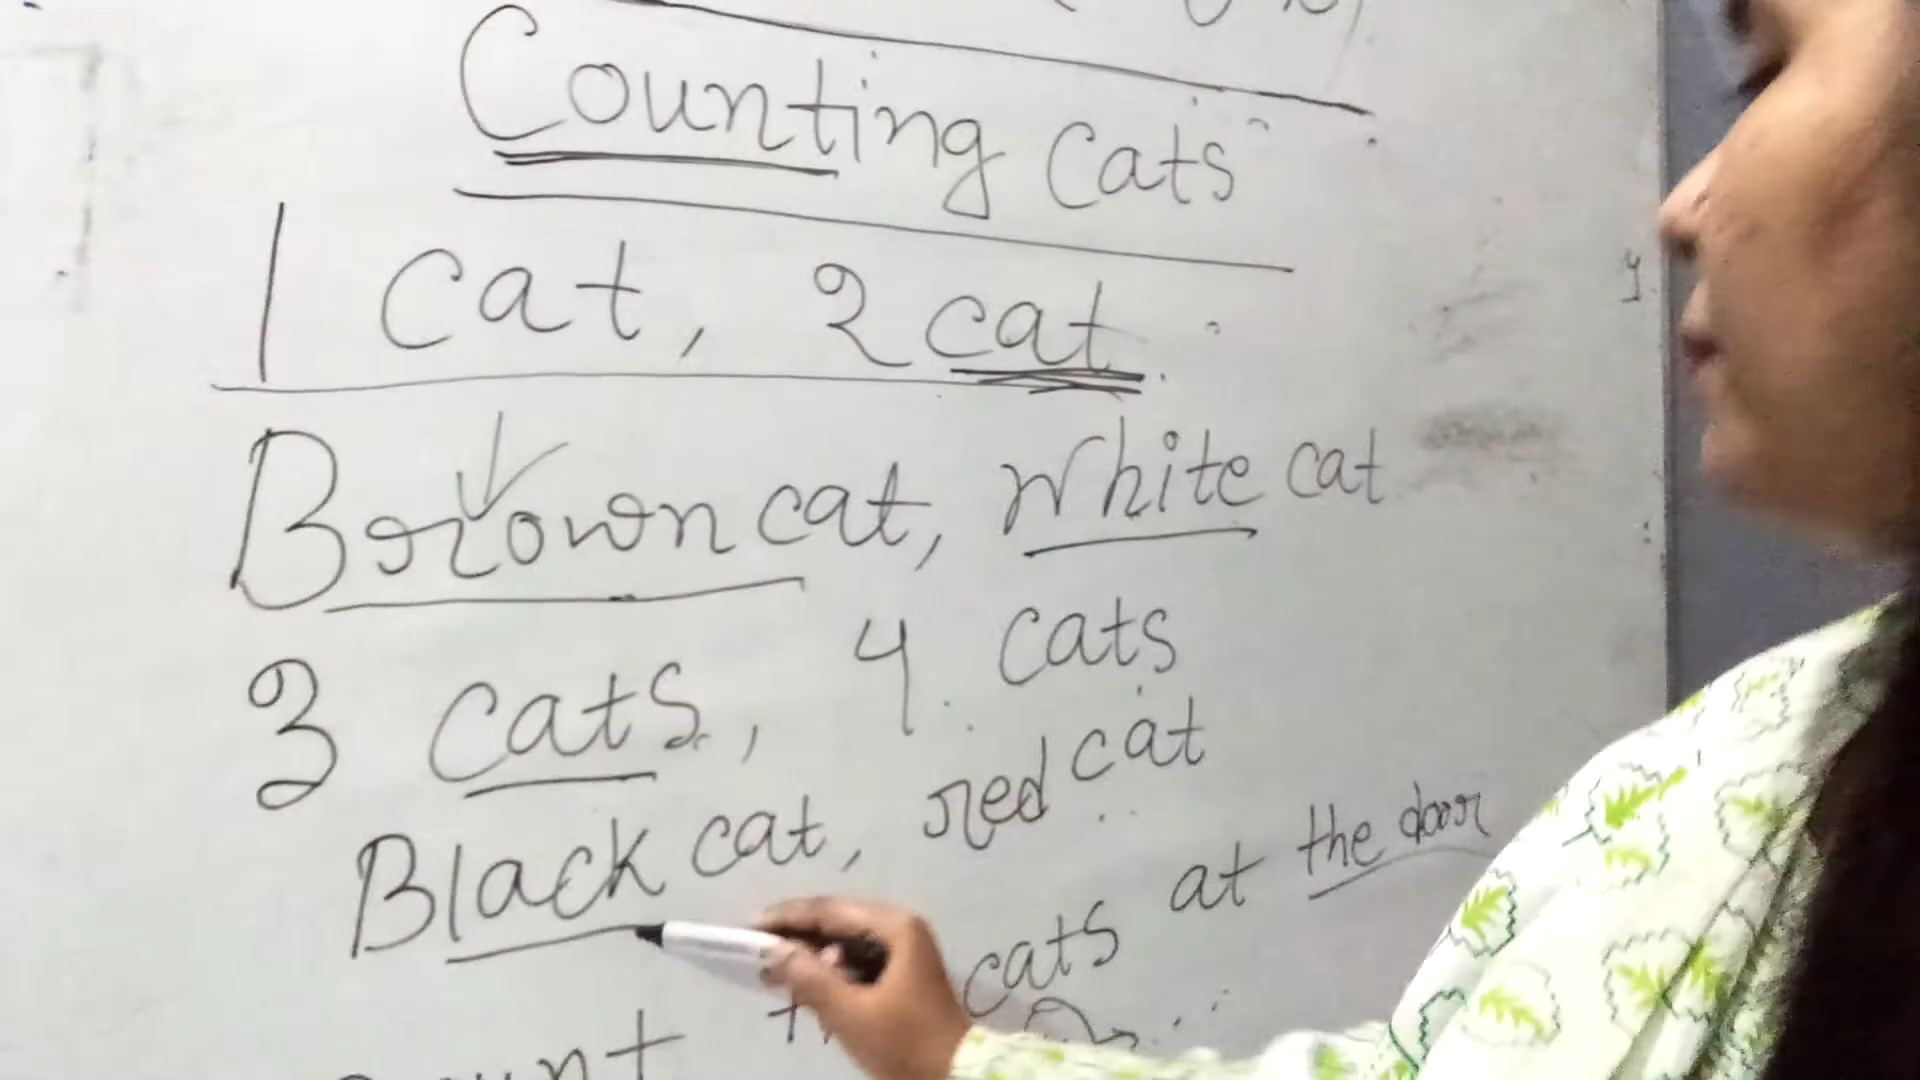 Counting cats
1 cat, 2 cat
Brown cat, white cat
3 cats, 4 cats
Black cat, red cat
cats at the door